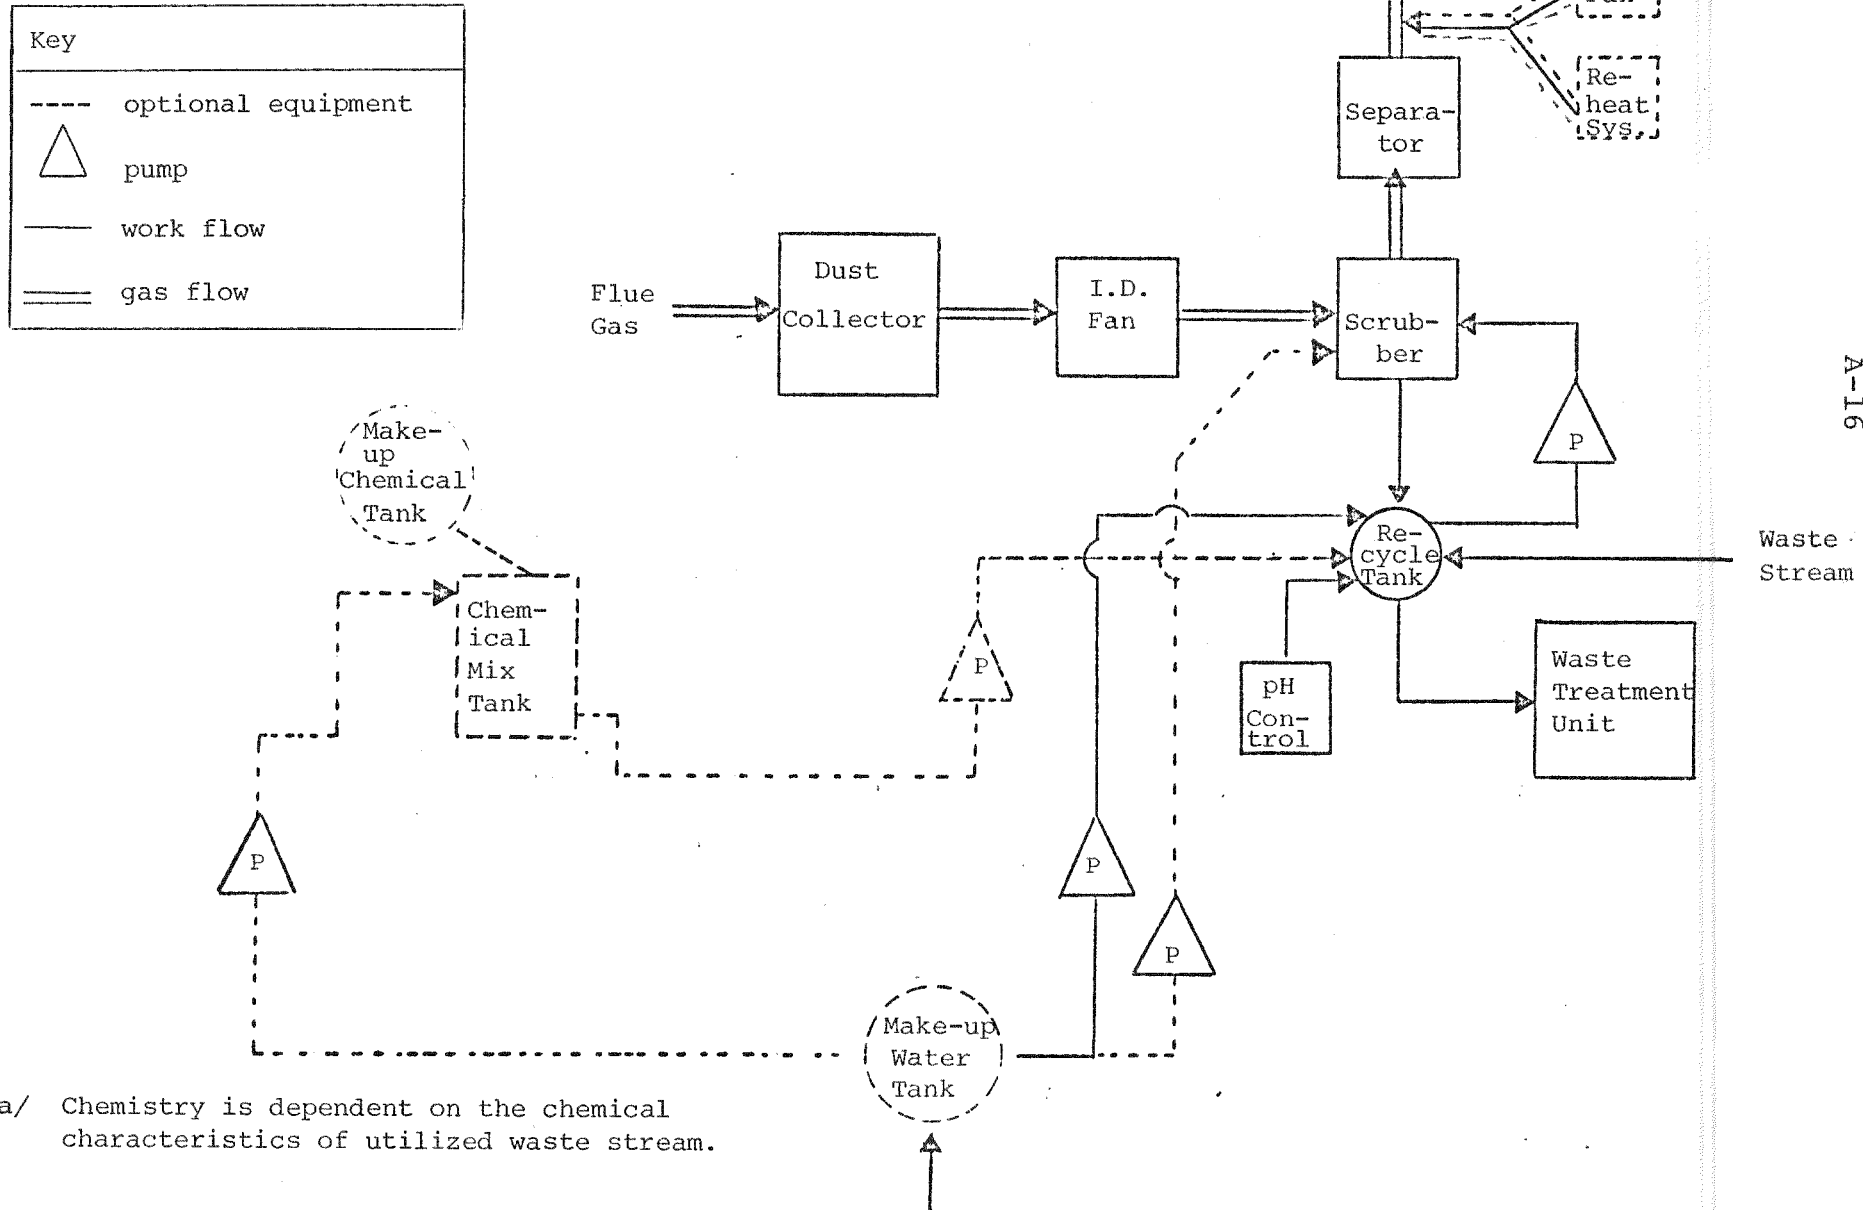 Key
optional equipment
pump
work flow
gas flow
Re-
heat
Sys.
Separa-
tor
Flue
Gas
Dust
Collector
I.D.
Fan
Scrub-
ber
P
A-16
Make-
up
Chemical
Tank
Re-
cycle
Tank
Waste
Stream
Chem-
ical
Mix
Tank
P
pH
Con-
trol
Waste
Treatment
Unit
P
P
P
Make-up
Water
Tank
a/ Chemistry is dependent on the chemical
characteristics of utilized waste stream.